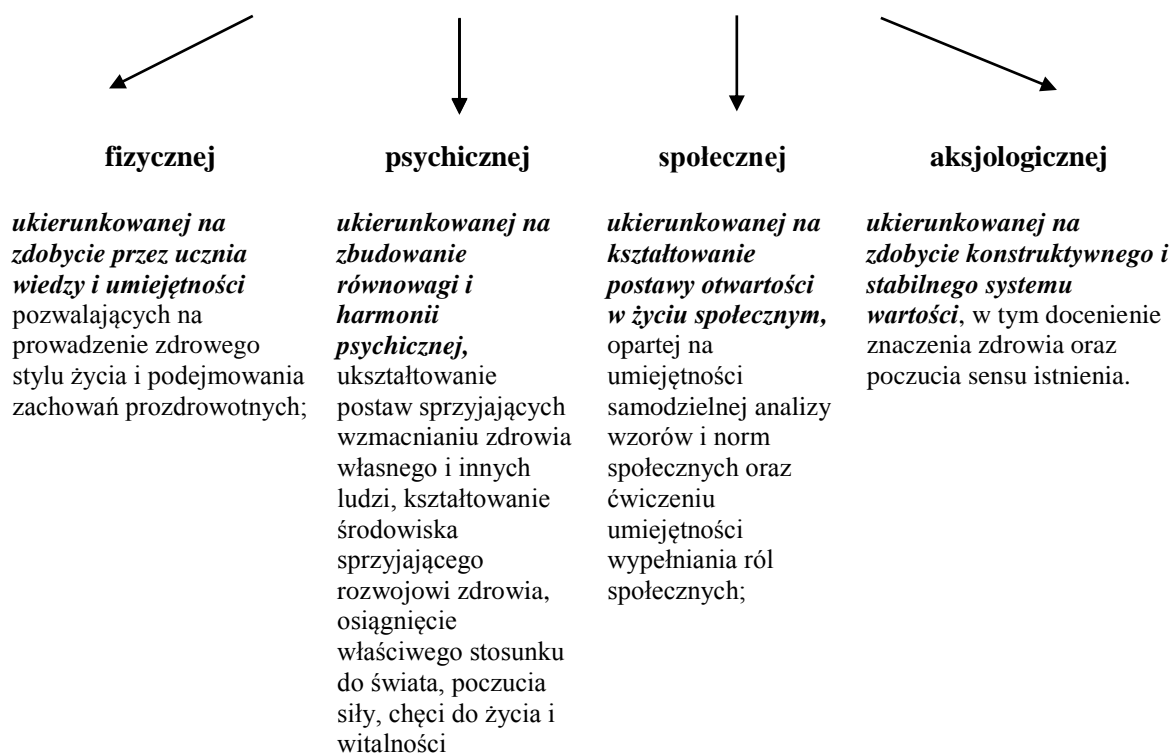 fizycznej
ukierunkowanej na
zdobycie przez ucznia
wiedzy i umiejętności
pozwalających na
prowadzenie zdrowego
stylu życia i podejmowania
zachowań prozdrowotnych;
psychicznej
ukierunkowanej na
zbudowanie
równowagi i
harmonii
psychicznej,
ukształtowanie
postaw sprzyjających
wzmacnianiu zdrowia
własnego i innych
ludzi, kształtowanie
środowiska
sprzyjającego
rozwojowi zdrowia,
osiągnięcie
właściwego stosunku
do świata, poczucia
siły, chęci do życia i
witalności
społecznej
ukierunkowanej na
kształtowanie
postawy otwartości
w życiu społecznym,
opartej na
umiejętności
samodzielnej analizy
wzorów i norm
społecznych oraz
ćwiczeniu
umiejętności
wypełniania ról
społecznych;
aksjologicznej
ukierunkowanej na
zdobycie konstruktywnego i
stabilnego systemu
wartości, w tym docenienie
znaczenia zdrowia oraz
poczucia sensu istnienia.